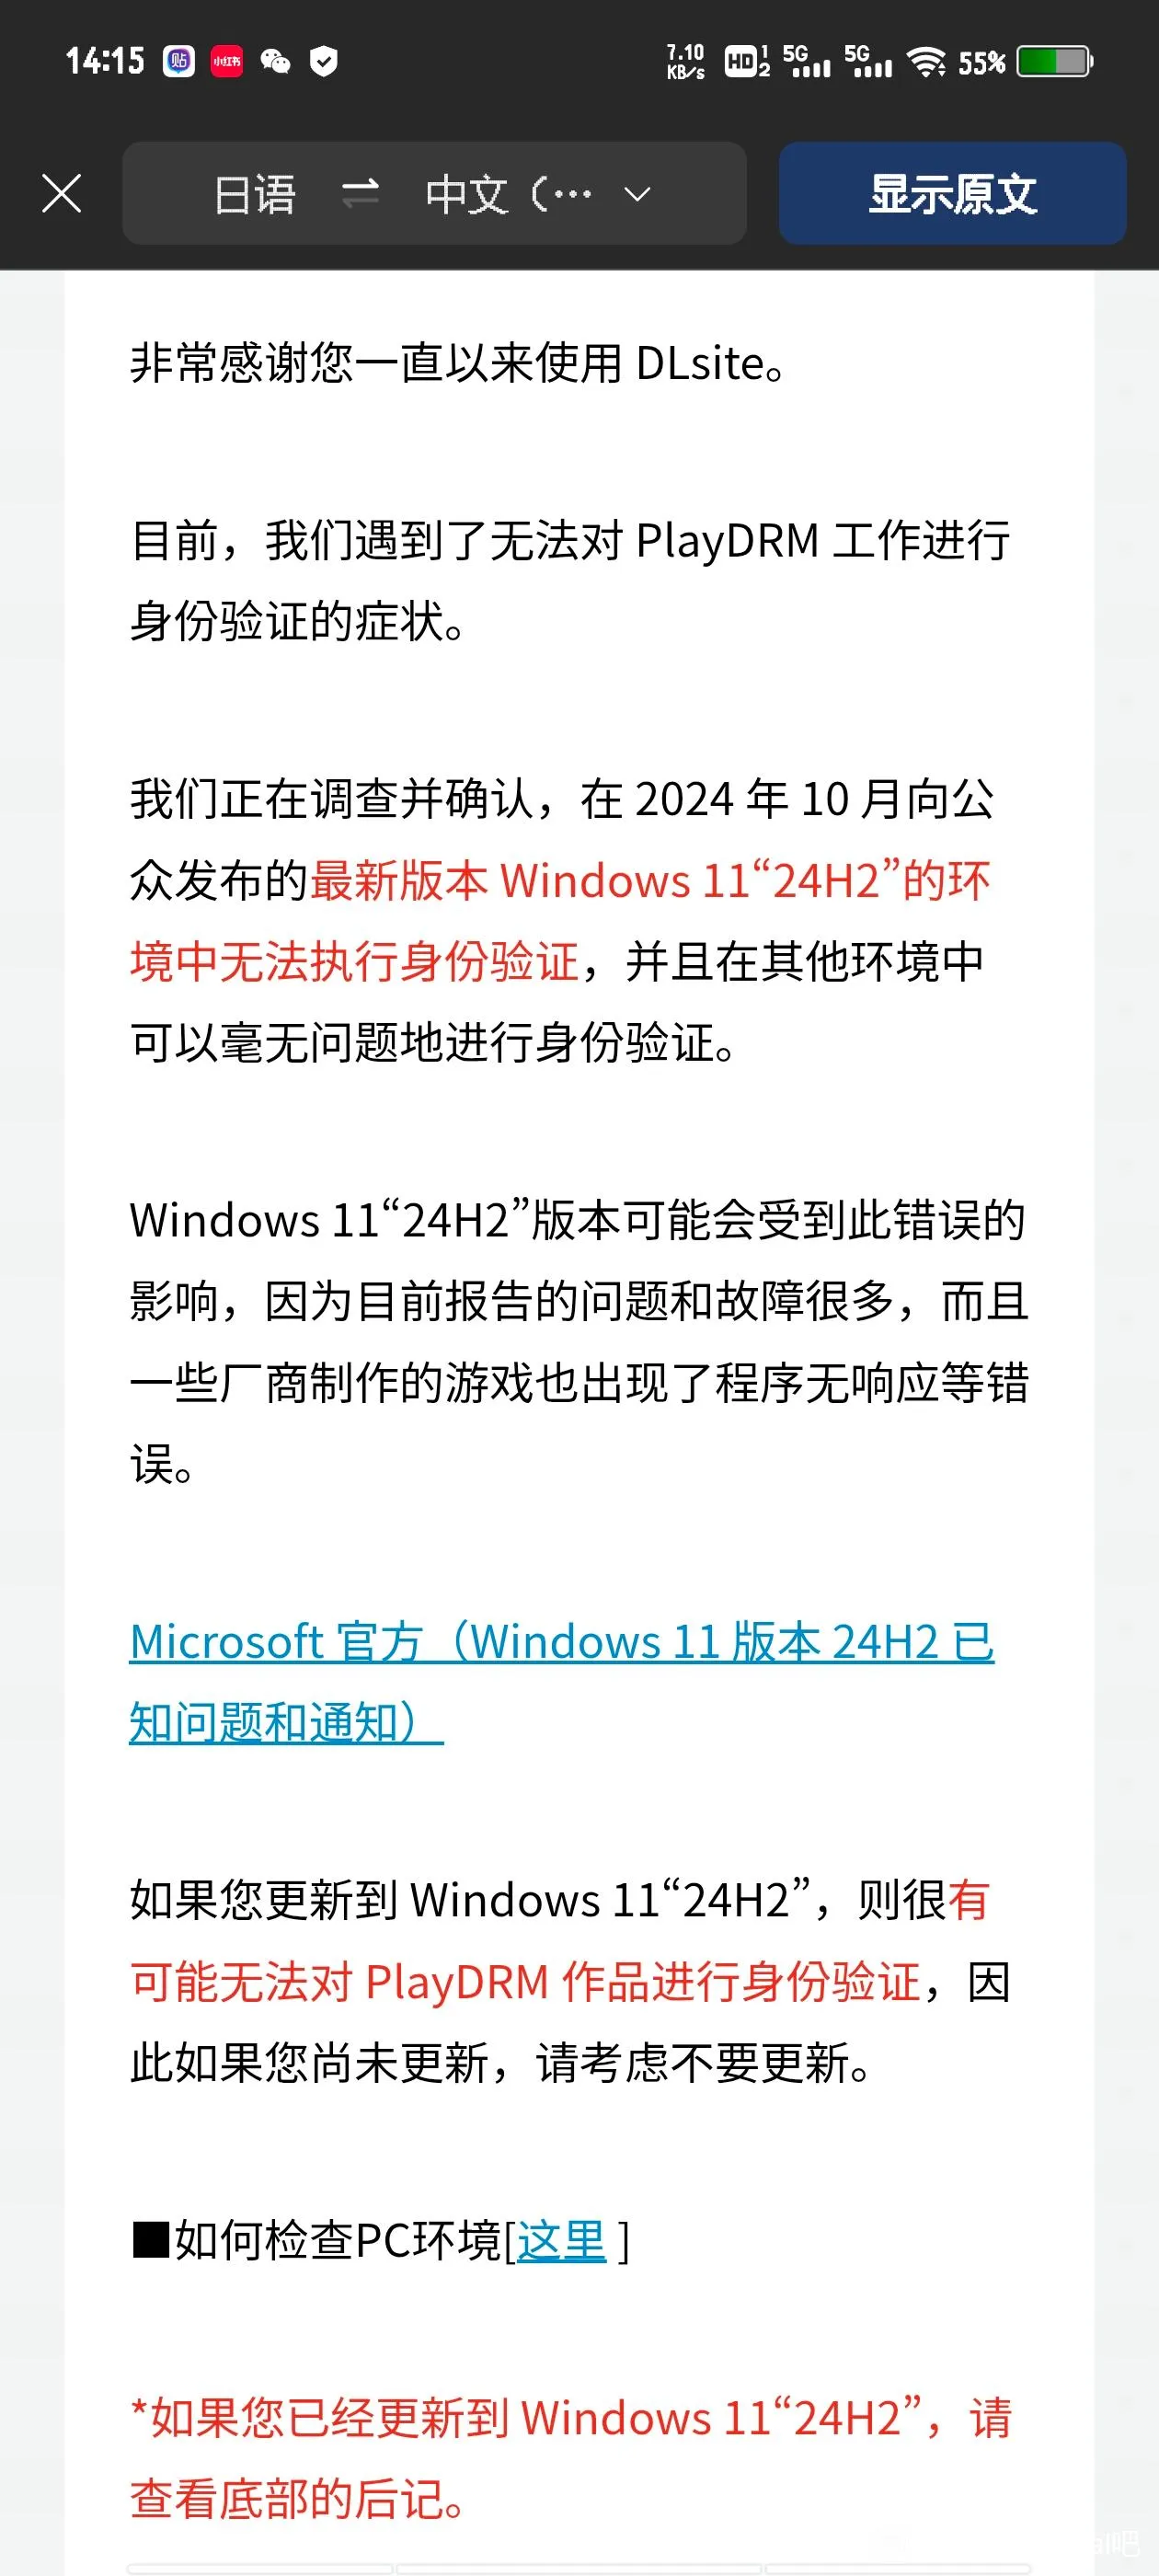 14:15 贴 小红书 7.10 KB/s HD 1 2 5G 5G 55%
日语 ⇌ 中文（… 显示原文
非常感谢您一直以来使用 DLsite。
目前，我们遇到了无法对 PlayDRM 工作进行
身份验证的症状。
我们正在调查并确认，在 2024 年 10 月向公
众发布的最新版本 Windows 11“24H2”的环
境中无法执行身份验证，并且在其他环境中
可以毫无问题地进行身份验证。
Windows 11“24H2”版本可能会受到此错误的
影响，因为目前报告的问题和故障很多，而且
一些厂商制作的游戏也出现了程序无响应等错
误。
Microsoft 官方（Windows 11 版本 24H2 已
知问题和通知）
如果您更新到 Windows 11“24H2”，则很有
可能无法对 PlayDRM 作品进行身份验证，因
此如果您尚未更新，请考虑不要更新。
■如何检查PC环境[这里 ]
*如果您已经更新到 Windows 11“24H2”，请
查看底部的后记。
吧